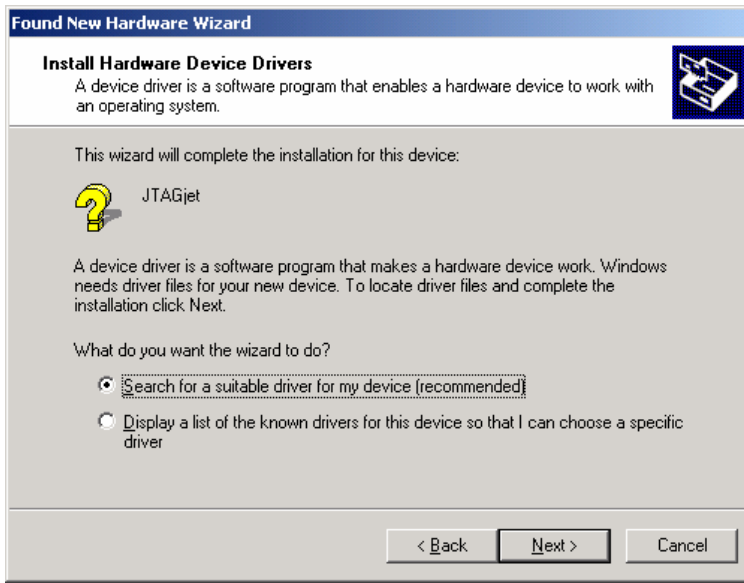 Found New Hardware Wizard
Install Hardware Device Drivers
A device driver is a software program that enables a hardware device to work with
an operating system.
This wizard will complete the installation for this device:
JTAGjet
A device driver is a software program that makes a hardware device work. Windows
needs driver files for your new device. To locate driver files and complete the
installation click Next.
What do you want the wizard to do?
Search for a suitable driver for my device (recommended)
Display a list of the known drivers for this device so that I can choose a specific
driver
< Back Next > Cancel